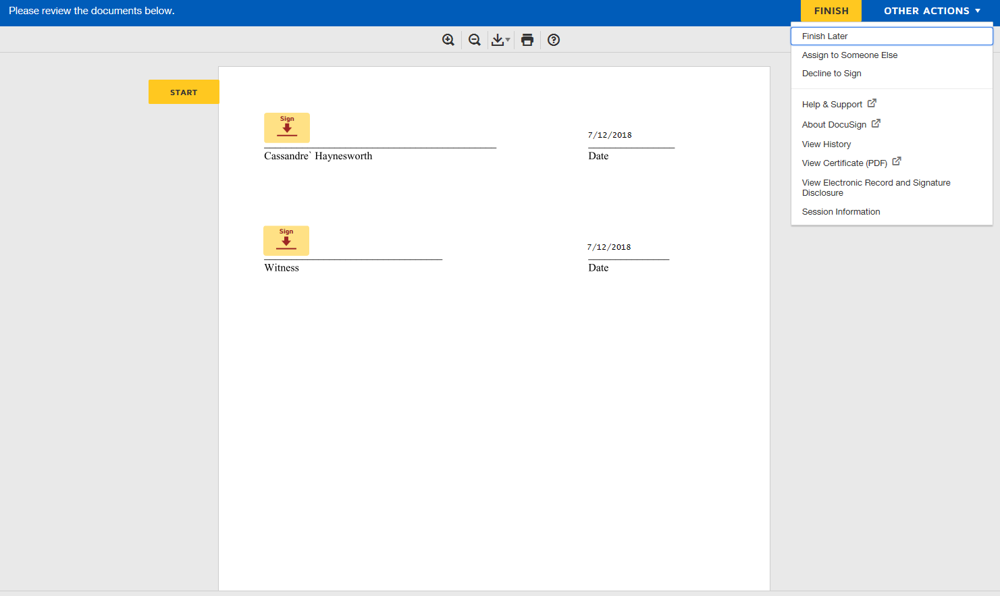 Please review the documents below.
FINISH
OTHER ACTIONS
Finish Later
Assign to Someone Else
Decline to Sign
Help & Support
About DocuSign
View History
View Certificate (PDF)
View Electronic Record and Signature
Disclosure
Session Information
START
Sign
7/12/2018
Cassandre` Haynesworth
Date
Sign
7/12/2018
Witness
Date